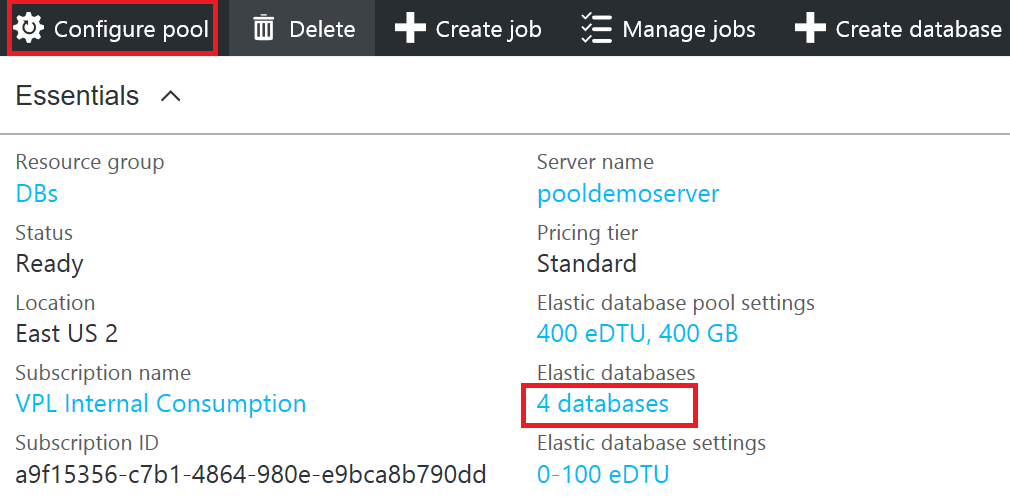 Configure pool Delete Create job Manage jobs Create database
Essentials
Resource group
DBs
Status
Ready
Location
East US 2
Subscription name
VPL Internal Consumption
Subscription ID
a9f15356-c7b1-4864-980e-e9bca8b790dd
Server name
pooldemoserver
Pricing tier
Standard
Elastic database pool settings
400 eDTU, 400 GB
Elastic databases
4 databases
Elastic database settings
0-100 eDTU